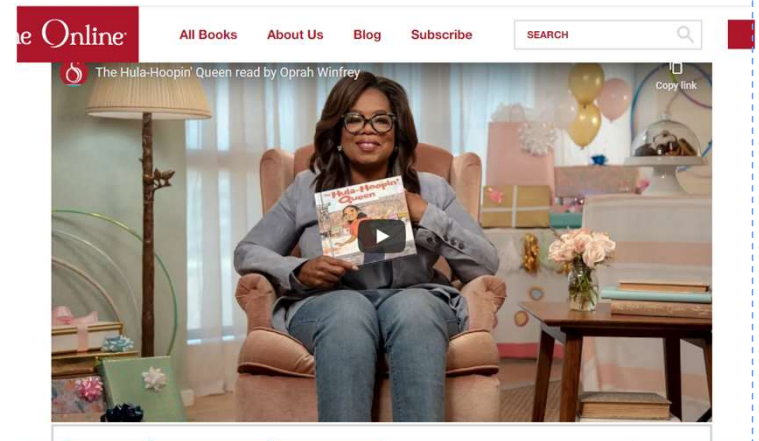 e Online
All Books
About Us
Blog
Subscribe
SEARCH
The Hula-Hoopin' Queen read by Oprah Winfrey
Copy link
Hula-Hoopin'
Queen